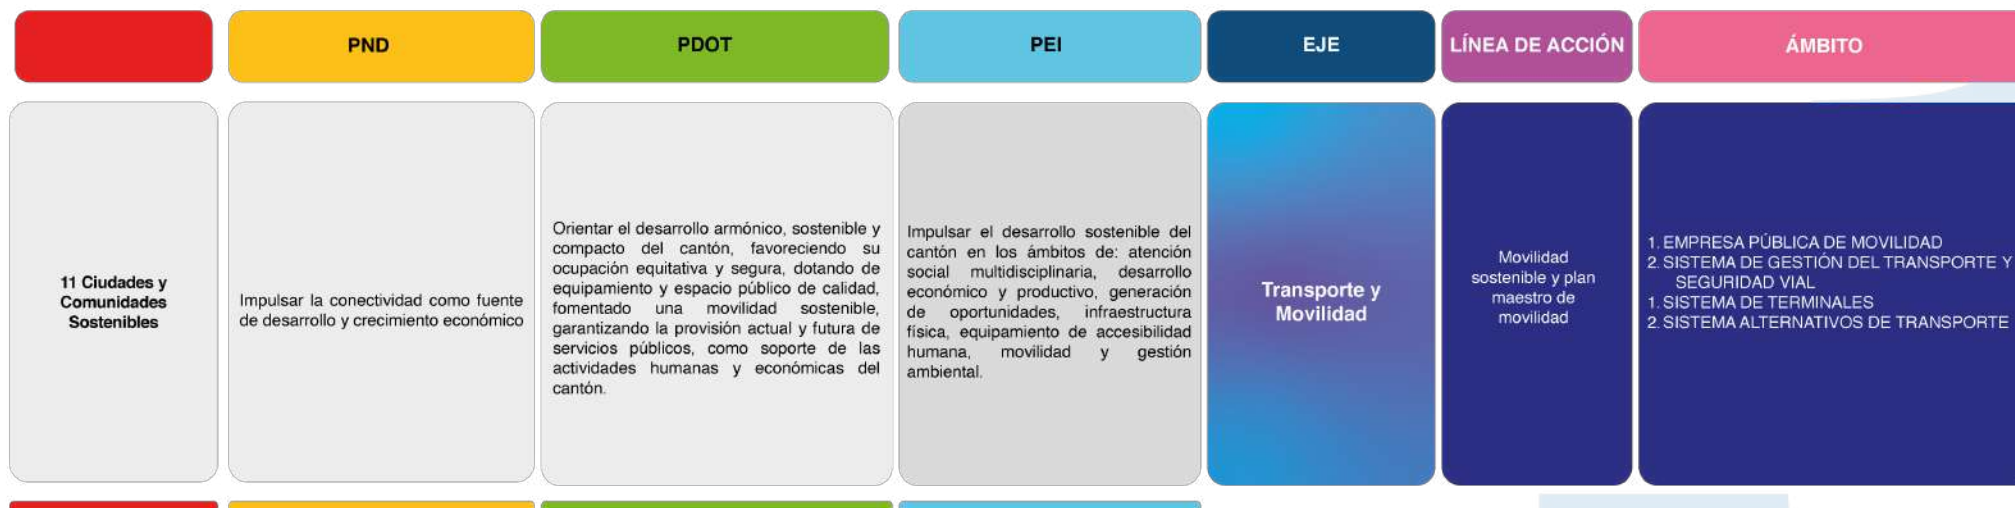 PND
PDOT
PEI
EJE
LÍNEA DE ACCIÓN
ÁMBITO
11 Ciudades y
Comunidades
Sostenibles
Impulsar la conectividad como fuente
de desarrollo y crecimiento económico
Orientar el desarrollo armónico, sostenible y
compacto del cantón, favoreciendo su
ocupación equitativa y segura, dotando de
equipamiento y espacio público de calidad,
fomentado una movilidad sostenible,
garantizando la provisión actual y futura de
servicios públicos, como soporte de las
actividades humanas y económicas del
cantón.
Impulsar el desarrollo sostenible del
cantón en los ámbitos de: atención
social multidisciplinaria, desarrollo
económico y productivo, generación
de oportunidades, infraestructura
física, equipamiento de accesibilidad
humana, movilidad y gestión
ambiental.
Transporte y
Movilidad
Movilidad
sostenible y plan
maestro de
movilidad
1. EMPRESA PÚBLICA DE MOVILIDAD
2. SISTEMA DE GESTIÓN DEL TRANSPORTE Y
SEGURIDAD VIAL
1. SISTEMA DE TERMINALES
2. SISTEMA ALTERNATIVOS DE TRANSPORTE